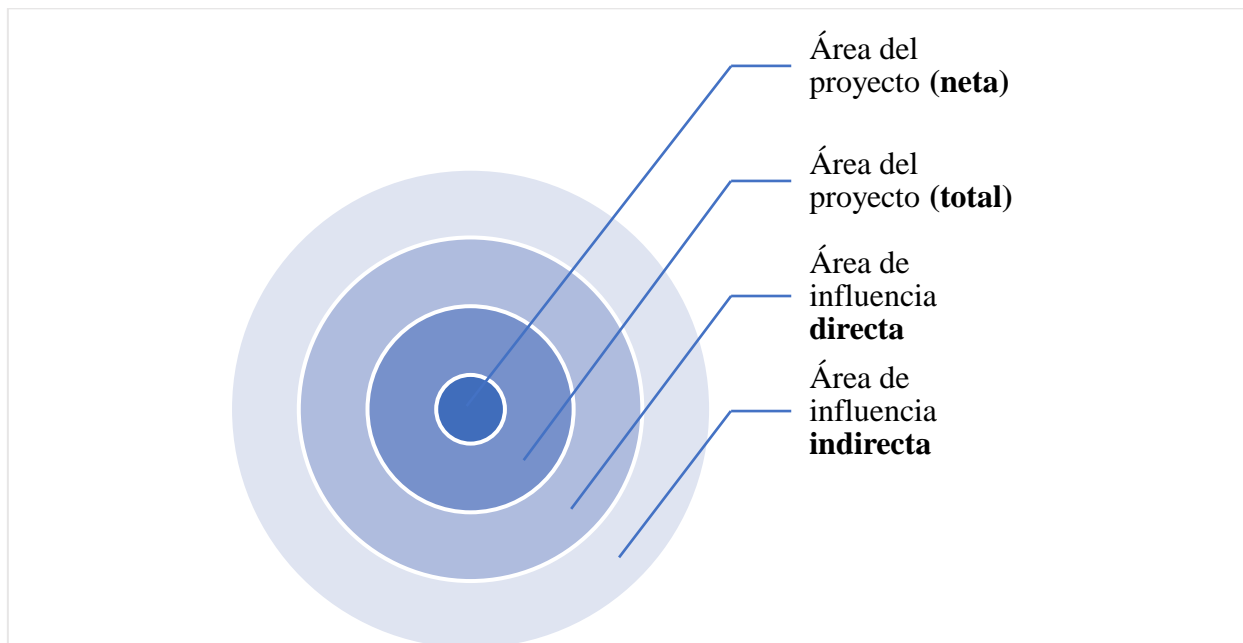 Área del
proyecto (neta)
Área del
proyecto (total)
Área de
influencia
directa
Área de
influencia
indirecta